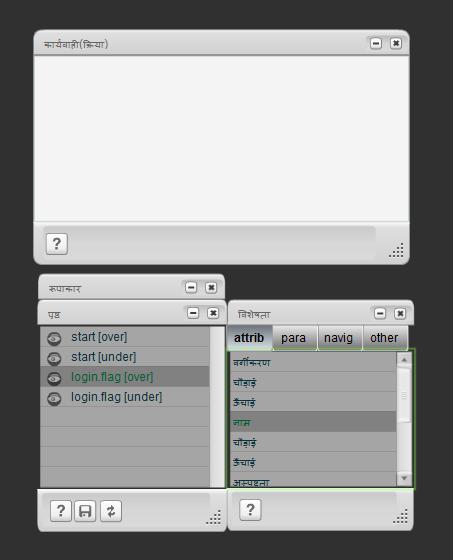 कार्यवाही(क्रिया)
?
रूपाकार
पृष्ठ
start [over]
start [under]
login.flag [over]
login.flag [under]
?
विशेषता
attrib para navig other
वर्गीकरण
चौड़ाई
ऊँचाई
नाम
चौड़ाई
ऊँचाई
अस्पष्टता
?